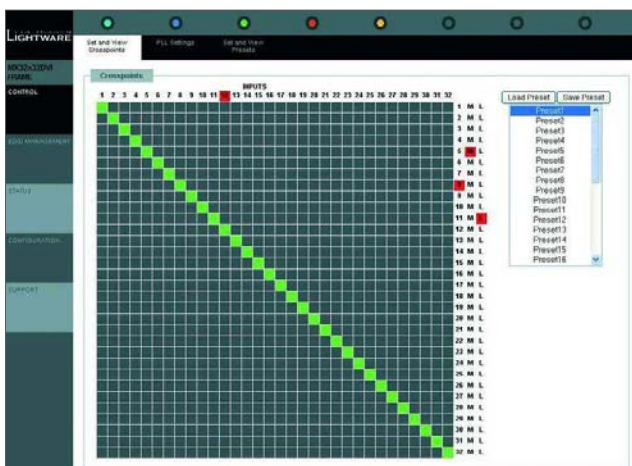 LIGHTWARE
Set and View
Crosspoints
PLL Settings
Set and View
Presets
MX32x32DVI
FRAME
CONTROL
EDID MANAGEMENT
STATUS
CONFIGURATION
SUPPORT
Crosspoints
INPUTS
1 2 3 4 5 6 7 8 9 10 11 12 13 14 15 16 17 18 19 20 21 22 23 24 25 26 27 28 29 30 31 32
1 M L
2 M L
3 M L
4 M L
5 M L
6 M L
7 M L
8 M L
9 M L
10 M L
11 M L
12 M L
13 M L
14 M L
15 M L
16 M L
17 M L
18 M L
19 M L
20 M L
21 M L
22 M L
23 M L
24 M L
25 M L
26 M L
27 M L
28 M L
29 M L
30 M L
31 M L
32 M L
Load Preset Save Preset
Preset1
Preset2
Preset3
Preset4
Preset5
Preset6
Preset7
Preset8
Preset9
Preset10
Preset11
Preset12
Preset13
Preset14
Preset15
Preset16